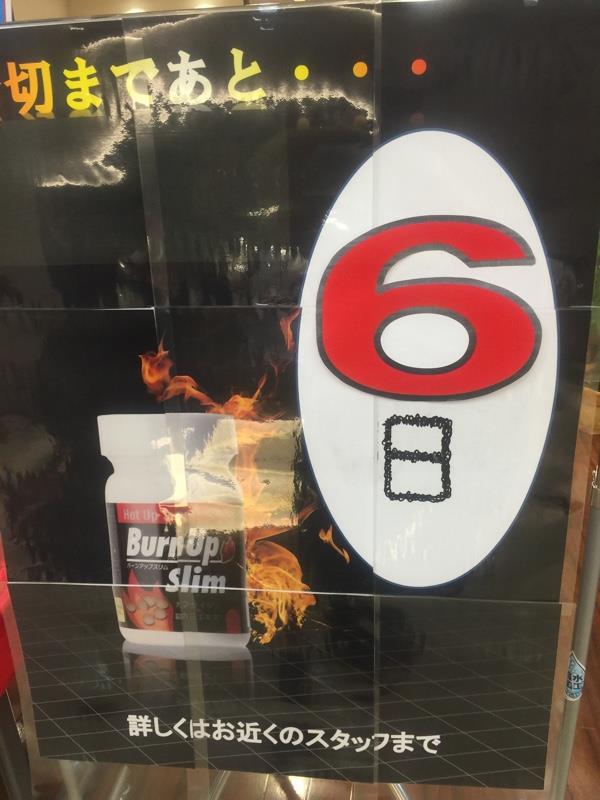 切まであと・・・
6
日
Hot Up
BurnUp
バーンアップスリム
Slim
詳しくはお近くのスタッフまで